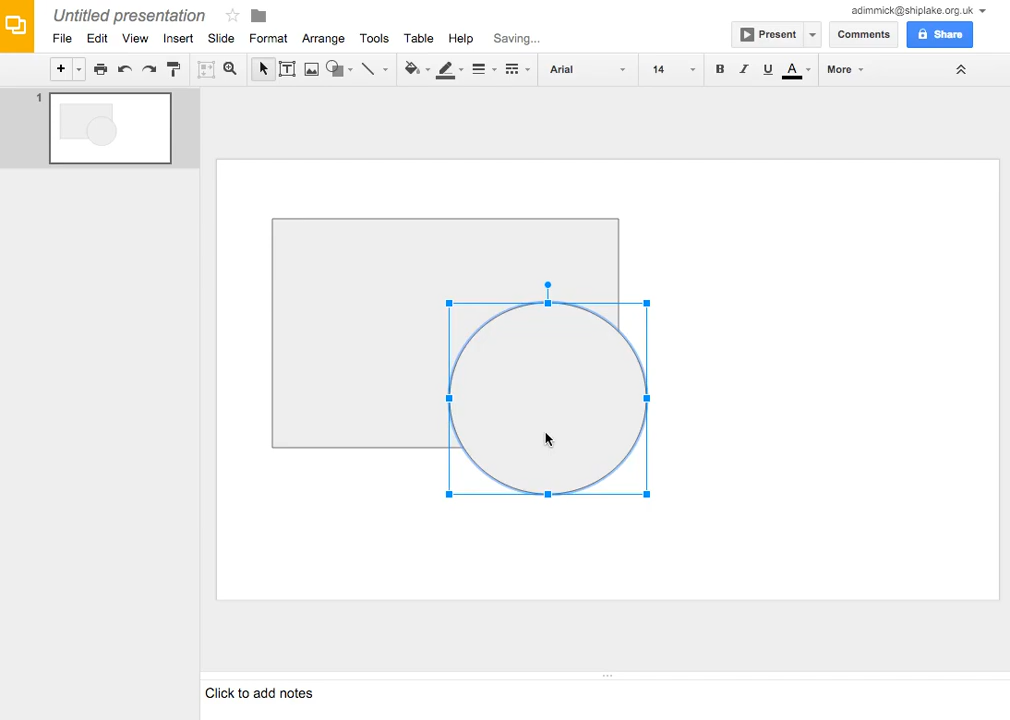 Untitled presentation
adimmick@shiplake.org.uk
File Edit View Insert Slide Format Arrange Tools Table Help Saving...
Present Comments Share
Arial 14 B I U A More
1
Click to add notes